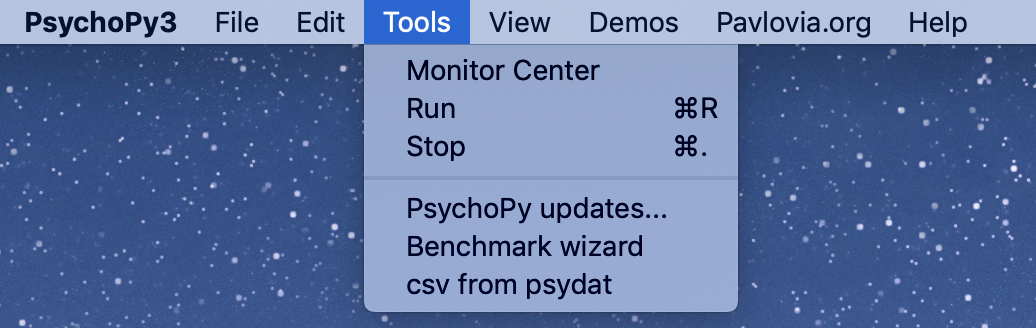 PsychoPy3 File Edit Tools View Demos Pavlovia.org Help
Monitor Center
Run ⌘R
Stop ⌘.
PsychoPy updates...
Benchmark wizard
csv from psydat